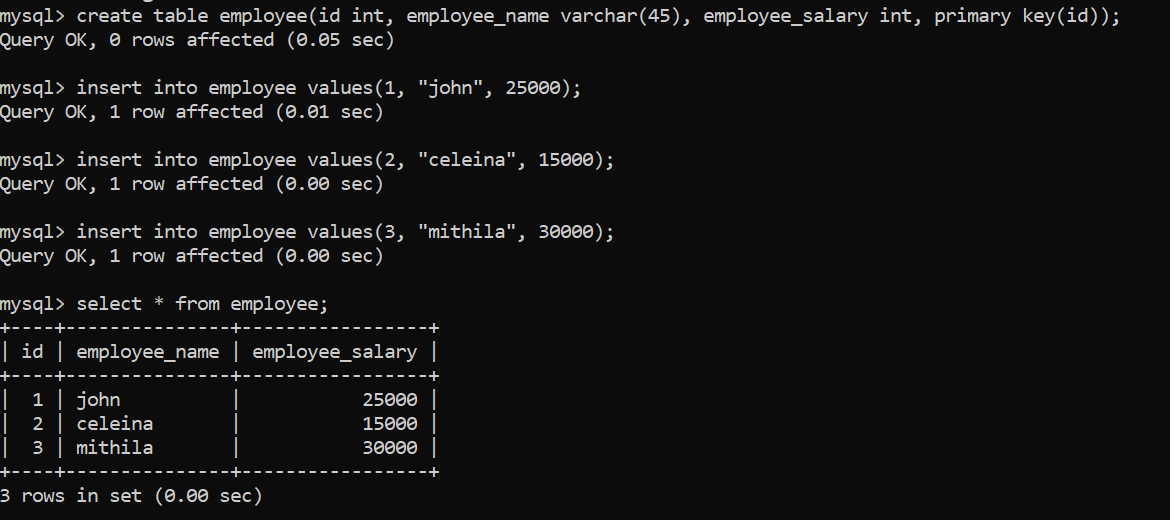 mysql> create table employee(id int, employee_name varchar(45), employee_salary int, primary key(id));
Query OK, 0 rows affected (0.05 sec)
mysql> insert into employee values(1, "john", 25000);
Query OK, 1 row affected (0.01 sec)
mysql> insert into employee values(2, "celeina", 15000);
Query OK, 1 row affected (0.00 sec)
mysql> insert into employee values(3, "mithila", 30000);
Query OK, 1 row affected (0.00 sec)
mysql> select * from employee;
+----+---------------+-----------------+
| id | employee_name | employee_salary |
+----+---------------+-----------------+
|  1 | john          |           25000 |
|  2 | celeina       |           15000 |
|  3 | mithila       |           30000 |
+----+---------------+-----------------+
3 rows in set (0.00 sec)